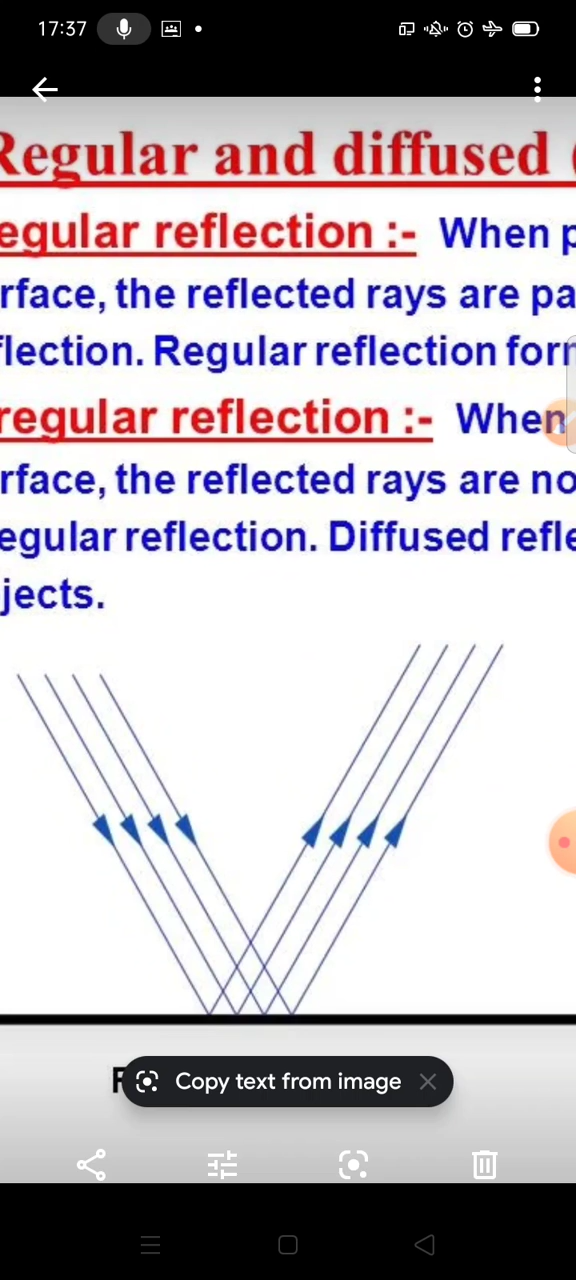 17:37
Regular and diffused (
egular reflection :- When p
rface, the reflected rays are pa
flection. Regular reflection form
regular reflection :- When
rface, the reflected rays are no
egular reflection. Diffused refle
jects.
Copy text from image